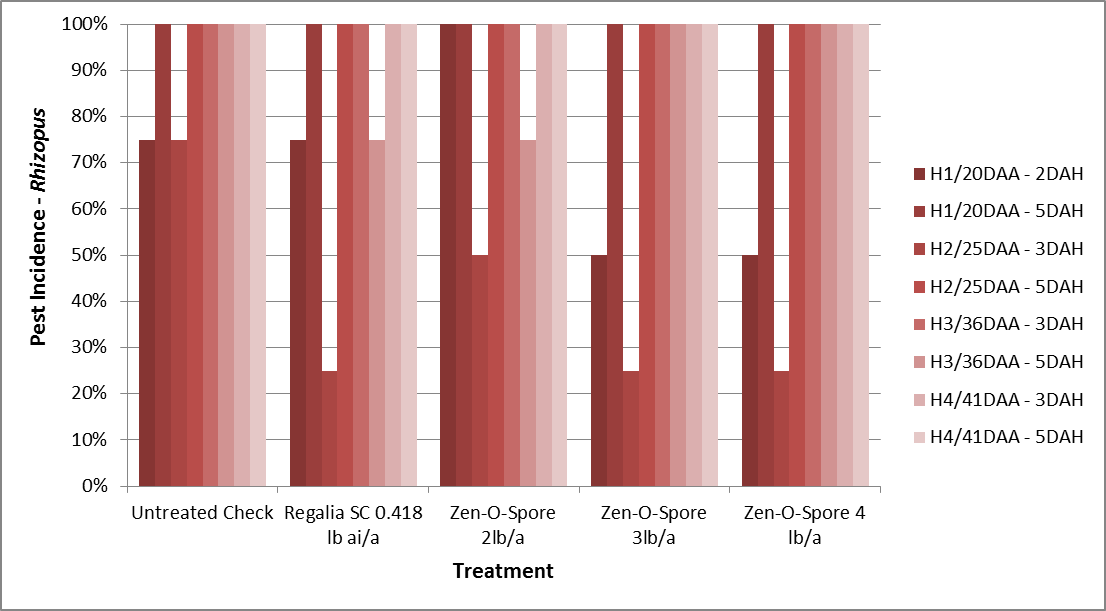 100%
90%
80%
70%
60%
50%
40%
30%
20%
10%
0%
Pest Incidence - Rhizopus
Untreated Check
Regalia SC 0.418
lb ai/a
Zen-O-Spore
2lb/a
Zen-O-Spore
3lb/a
Zen-O-Spore 4
lb/a
Treatment
H1/20DAA - 2DAH
H1/20DAA - 5DAH
H2/25DAA - 3DAH
H2/25DAA - 5DAH
H3/36DAA - 3DAH
H3/36DAA - 5DAH
H4/41DAA - 3DAH
H4/41DAA - 5DAH